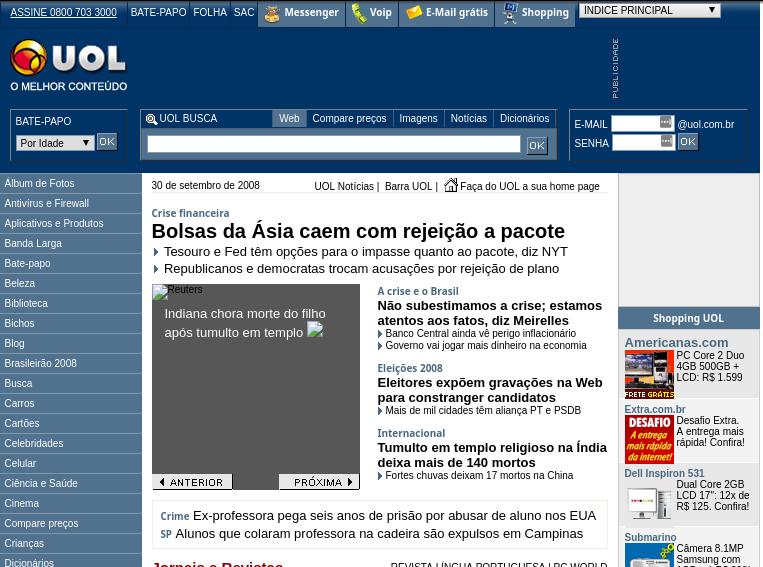 ASSINE 0800 703 3000 BATE-PAPO FOLHA SAC Messenger Voip E-Mail grátis Shopping ÍNDICE PRINCIPAL
UOL
O MELHOR CONTEÚDO
PUBLICIDADE
BATE-PAPO
Por Idade OK
UOL BUSCA Web Compare preços Imagens Notícias Dicionários
OK
E-MAIL @uol.com.br
SENHA OK
Álbum de Fotos
Antivírus e Firewall
Aplicativos e Produtos
Banda Larga
Bate-papo
Beleza
Biblioteca
Bichos
Blog
Brasileirão 2008
Busca
Carros
Cartões
Celebridades
Celular
Ciência e Saúde
Cinema
Compare preços
Crianças
Dicionários
30 de setembro de 2008 UOL Notícias | Barra UOL | Faça do UOL a sua home page
Crise financeira
Bolsas da Ásia caem com rejeição a pacote
Tesouro e Fed têm opções para o impasse quanto ao pacote, diz NYT
Republicanos e democratas trocam acusações por rejeição de plano
Reuters
Indiana chora morte do filho
após tumulto em templo
ANTERIOR PRÓXIMA
A crise e o Brasil
Não subestimamos a crise; estamos
atentos aos fatos, diz Meirelles
Banco Central ainda vê perigo inflacionário
Governo vai jogar mais dinheiro na economia
Eleições 2008
Eleitores expõem gravações na Web
para constranger candidatos
Mais de mil cidades têm aliança PT e PSDB
Internacional
Tumulto em templo religioso na Índia
deixa mais de 140 mortos
Fortes chuvas deixam 17 mortos na China
Crime Ex-professora pega seis anos de prisão por abusar de aluno nos EUA
SP Alunos que colaram professora na cadeira são expulsos em Campinas
Jornais e Revistas REVISTA LÍNGUA PORTUGUESA | PC WORLD
Shopping UOL
Americanas.com
PC Core 2 Duo
4GB 500GB +
LCD: R$ 1.599
FRETE GRÁTIS
Extra.com.br
DESAFIO
A entrega
mais rápida
da internet!
Desafio Extra.
A entrega mais
rápida! Confira!
Dell Inspiron 531
Dual Core 2GB
LCD 17": 12x de
R$ 125. Confira!
Submarino
Câmera 8.1MP
Samsung com